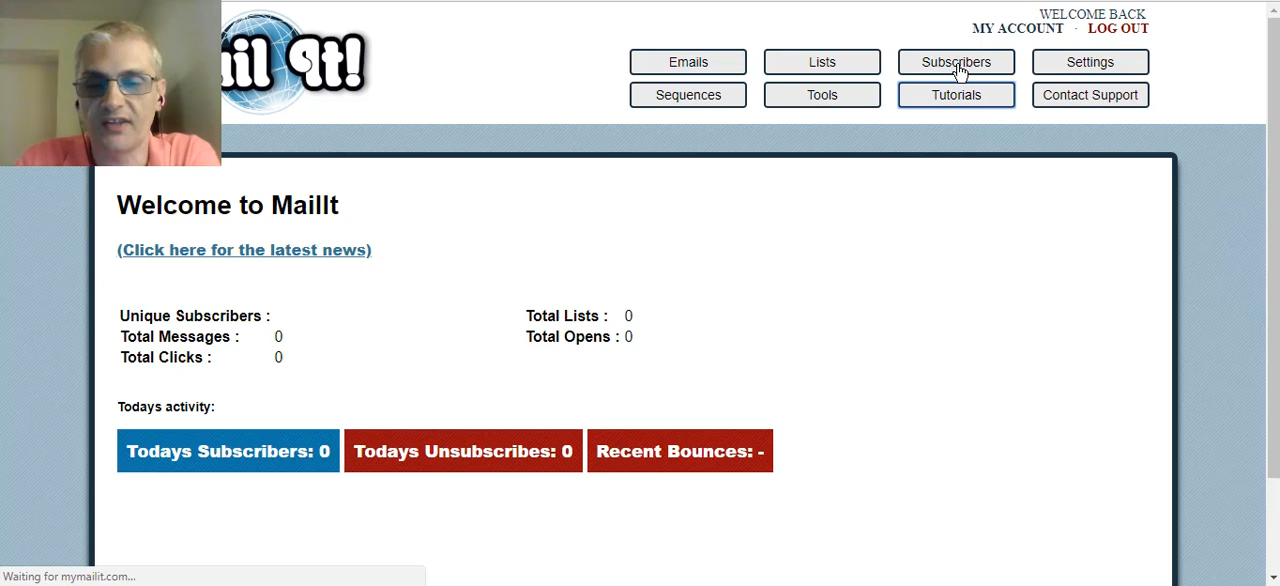 il It!
WELCOME BACK
MY ACCOUNT · LOG OUT
Emails
Lists
Subscribers
Settings
Sequences
Tools
Tutorials
Contact Support
Welcome to MailIt
(Click here for the latest news)
Unique Subscribers :
Total Lists : 0
Total Messages : 0
Total Opens : 0
Total Clicks : 0
Todays activity:
Todays Subscribers: 0
Todays Unsubscribes: 0
Recent Bounces: -
Waiting for mymailit.com...